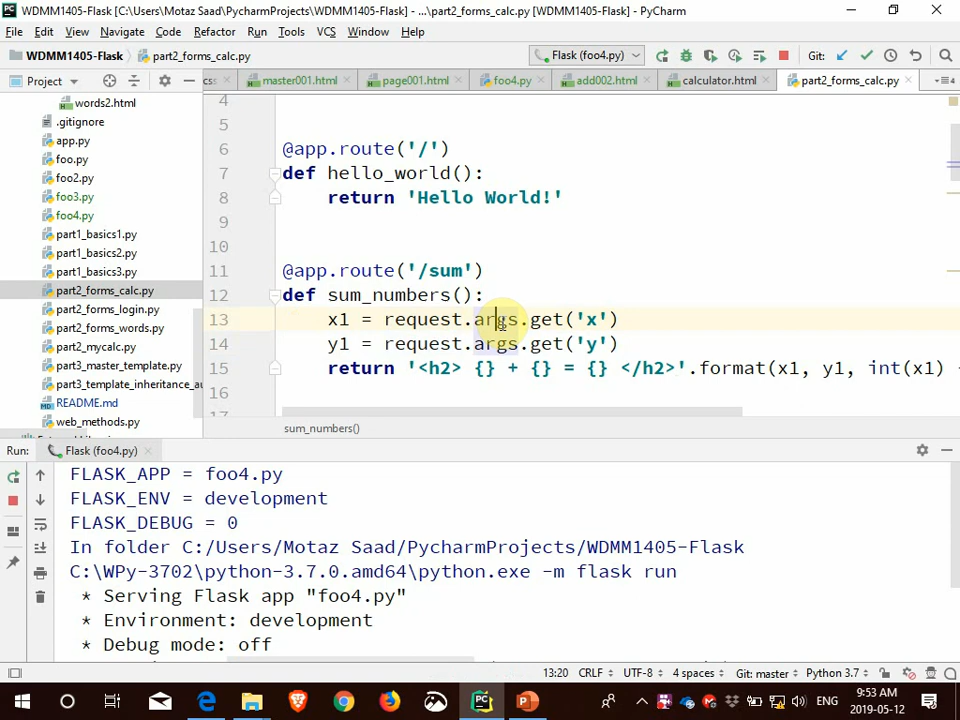 WDMM1405-Flask [C:\Users\Motaz Saad\PycharmProjects\WDMM1405-Flask] - ...\part2_forms_calc.py [WDMM1405-Flask] - PyCharm
File Edit View Navigate Code Refactor Run Tools VCS Window Help
WDMM1405-Flask part2_forms_calc.py Flask (foo4.py) Git:
Project css master001.html page001.html foo4.py add002.html calculator.html part2_forms_calc.py 4
words2.html
.gitignore
app.py
foo.py
foo2.py
foo3.py
foo4.py
part1_basics1.py
part1_basics2.py
part1_basics3.py
part2_forms_calc.py
part2_forms_login.py
part2_forms_words.py
part2_mycalc.py
part3_master_template.py
part3_template_inheritance_au
README.md
web_methods.py
4
5
6 @app.route('/')
7 def hello_world():
8 return 'Hello World!'
9
10
11 @app.route('/sum')
12 def sum_numbers():
13 x1 = request.args.get('x')
14 y1 = request.args.get('y')
15 return '<h2> {} + {} = {} </h2>'.format(x1, y1, int(x1) +
16
17
sum_numbers()
Run: Flask (foo4.py)
FLASK_APP = foo4.py
FLASK_ENV = development
FLASK_DEBUG = 0
In folder C:/Users/Motaz Saad/PycharmProjects/WDMM1405-Flask
C:\WPy-3702\python-3.7.0.amd64\python.exe -m flask run
* Serving Flask app "foo4.py"
* Environment: development
* Debug mode: off
13:20 CRLF UTF-8 4 spaces Git: master Python 3.7
ENG 9:53 AM
2019-05-12